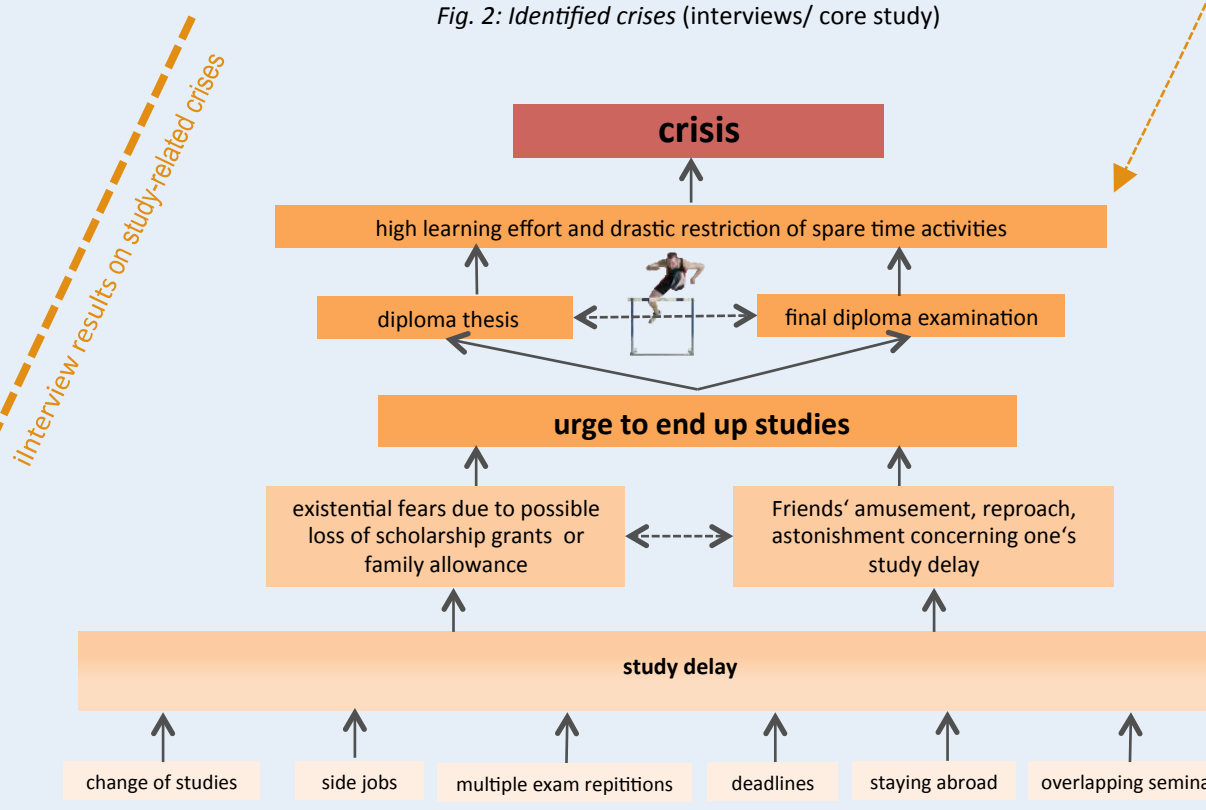 Fig. 2: Identified crises (interviews/ core study)
iInterview results on study-related crises
crisis
high learning effort and drastic restriction of spare time activities
diploma thesis
final diploma examination
urge to end up studies
existential fears due to possible
loss of scholarship grants or
family allowance
Friends‘ amusement, reproach,
astonishment concerning one‘s
study delay
study delay
change of studies
side jobs
multiple exam repititions
deadlines
staying abroad
overlapping semina